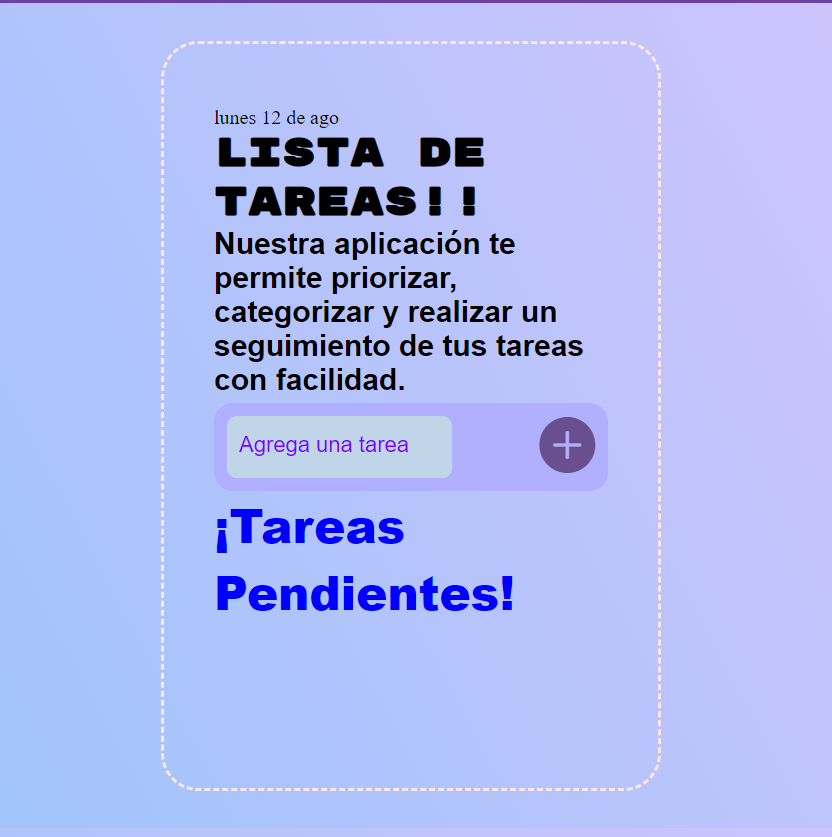 lunes 12 de ago
LISTA DE
TAREAS!!
Nuestra aplicación te
permite priorizar,
categorizar y realizar un
seguimiento de tus tareas
con facilidad.
Agrega una tarea
¡Tareas
Pendientes!